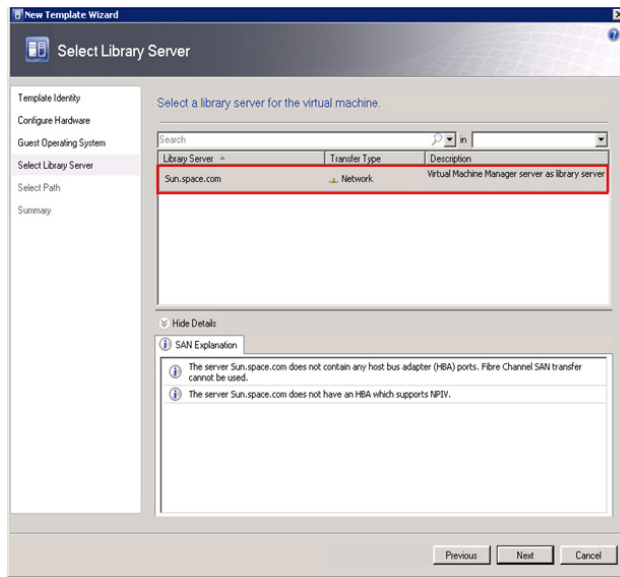 New Template Wizard
Select Library Server
Template Identity
Configure Hardware
Guest Operating System
Select Library Server
Select Path
Summary
Select a library server for the virtual machine.
Search in
Library Server Transfer Type Description
Sun.space.com Network Virtual Machine Manager server as library server
Hide Details
SAN Explanation
The server Sun.space.com does not contain any host bus adapter (HBA) ports. Fibre Channel SAN transfer
cannot be used.
The server Sun.space.com does not have an HBA which supports NPIV.
Previous Next Cancel